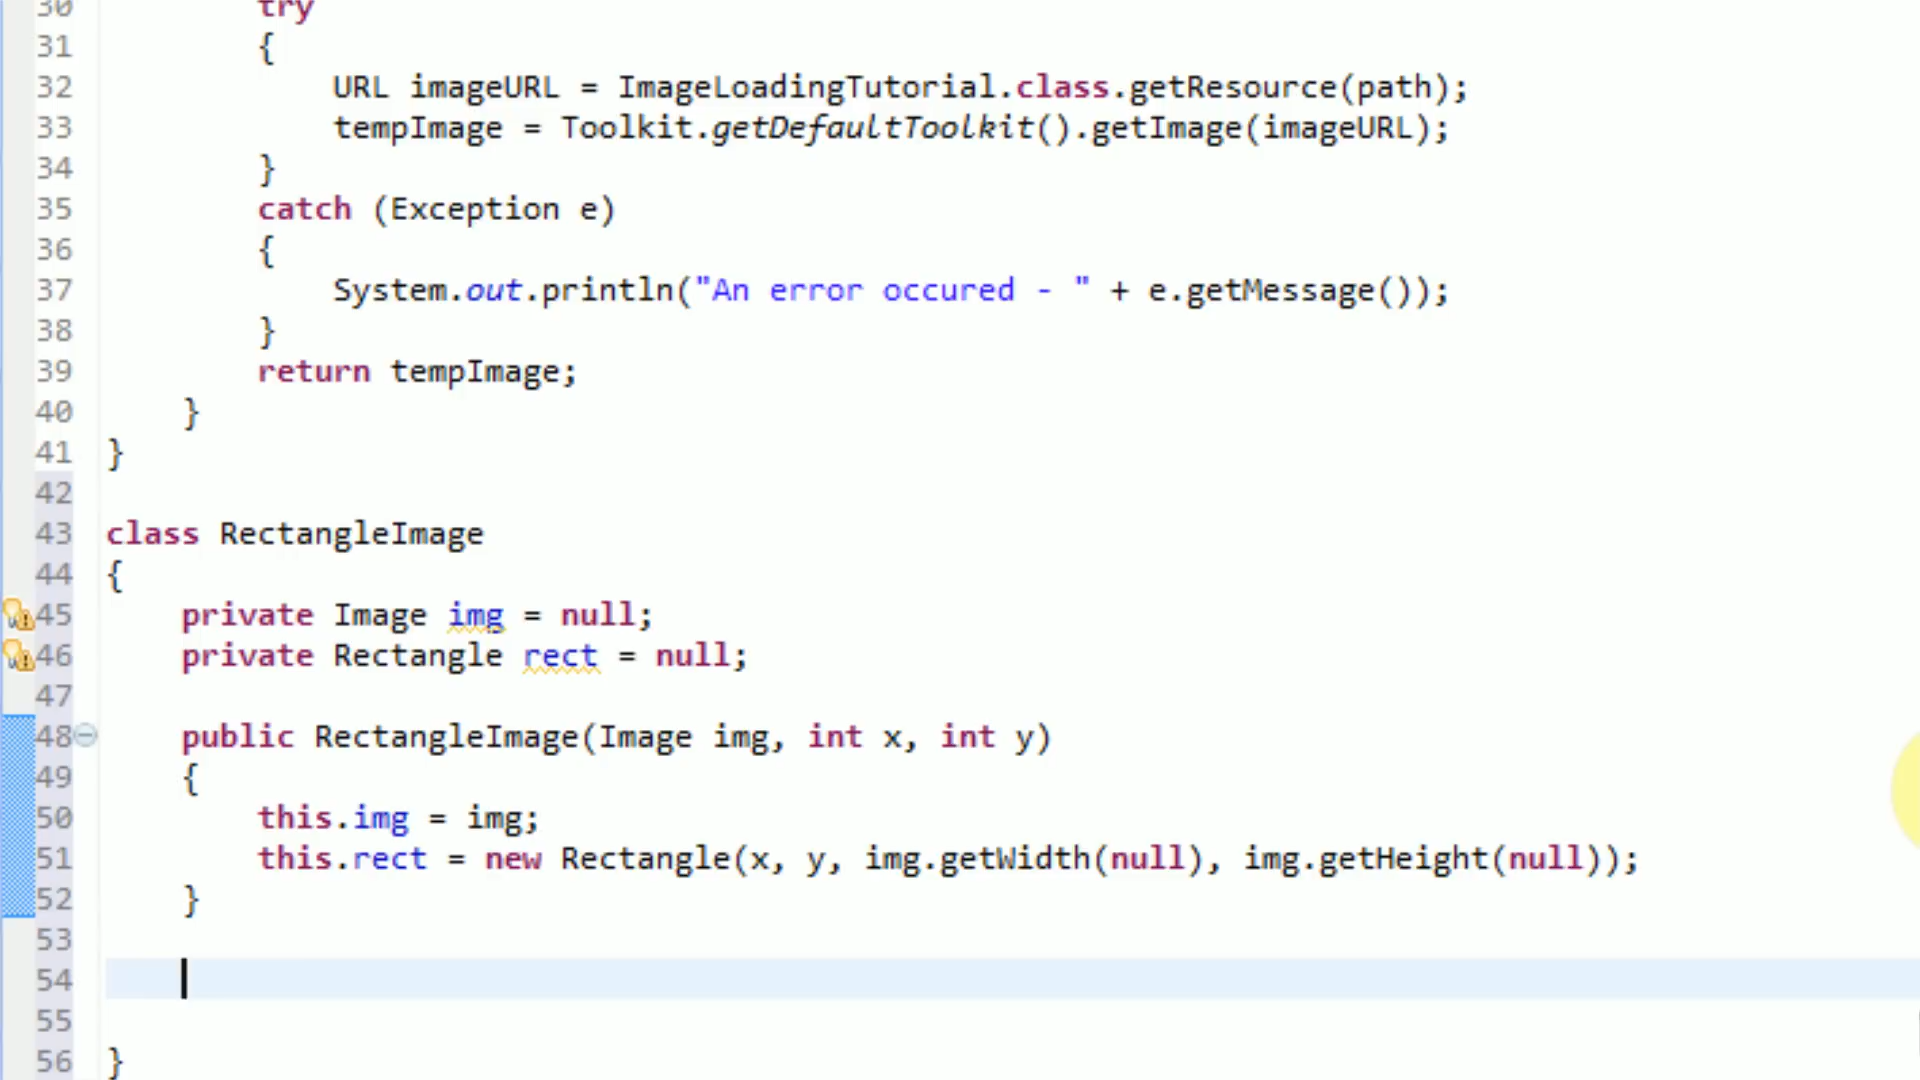 30 try
31 {
32 URL imageURL = ImageLoadingTutorial.class.getResource(path);
33 tempImage = Toolkit.getDefaultToolkit().getImage(imageURL);
34 }
35 catch (Exception e)
36 {
37 System.out.println("An error occured - " + e.getMessage());
38 }
39 return tempImage;
40 }
41 }
42
43 class RectangleImage
44 {
45 private Image img = null;
46 private Rectangle rect = null;
47
48 public RectangleImage(Image img, int x, int y)
49 {
50 this.img = img;
51 this.rect = new Rectangle(x, y, img.getWidth(null), img.getHeight(null));
52 }
53
54
55
56 }